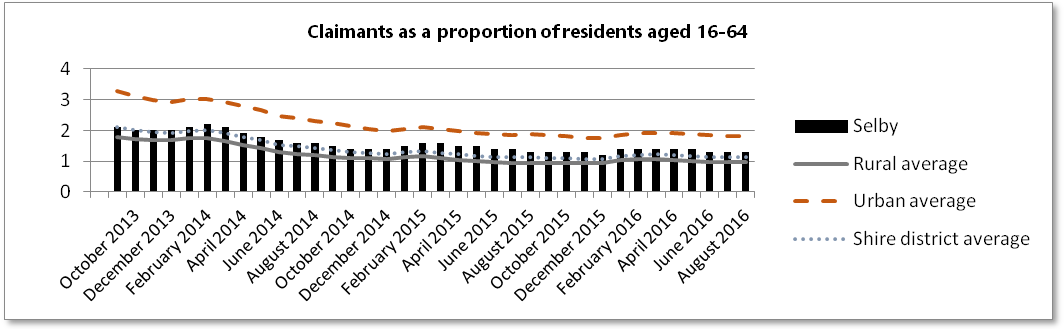 Claimants as a proportion of residents aged 16-64
4
3
2
1
0
October 2013
December 2013
February 2014
April 2014
June 2014
August 2014
October 2014
December 2014
February 2015
April 2015
June 2015
August 2015
October 2015
December 2015
February 2016
April 2016
June 2016
August 2016
Selby
Rural average
Urban average
Shire district average